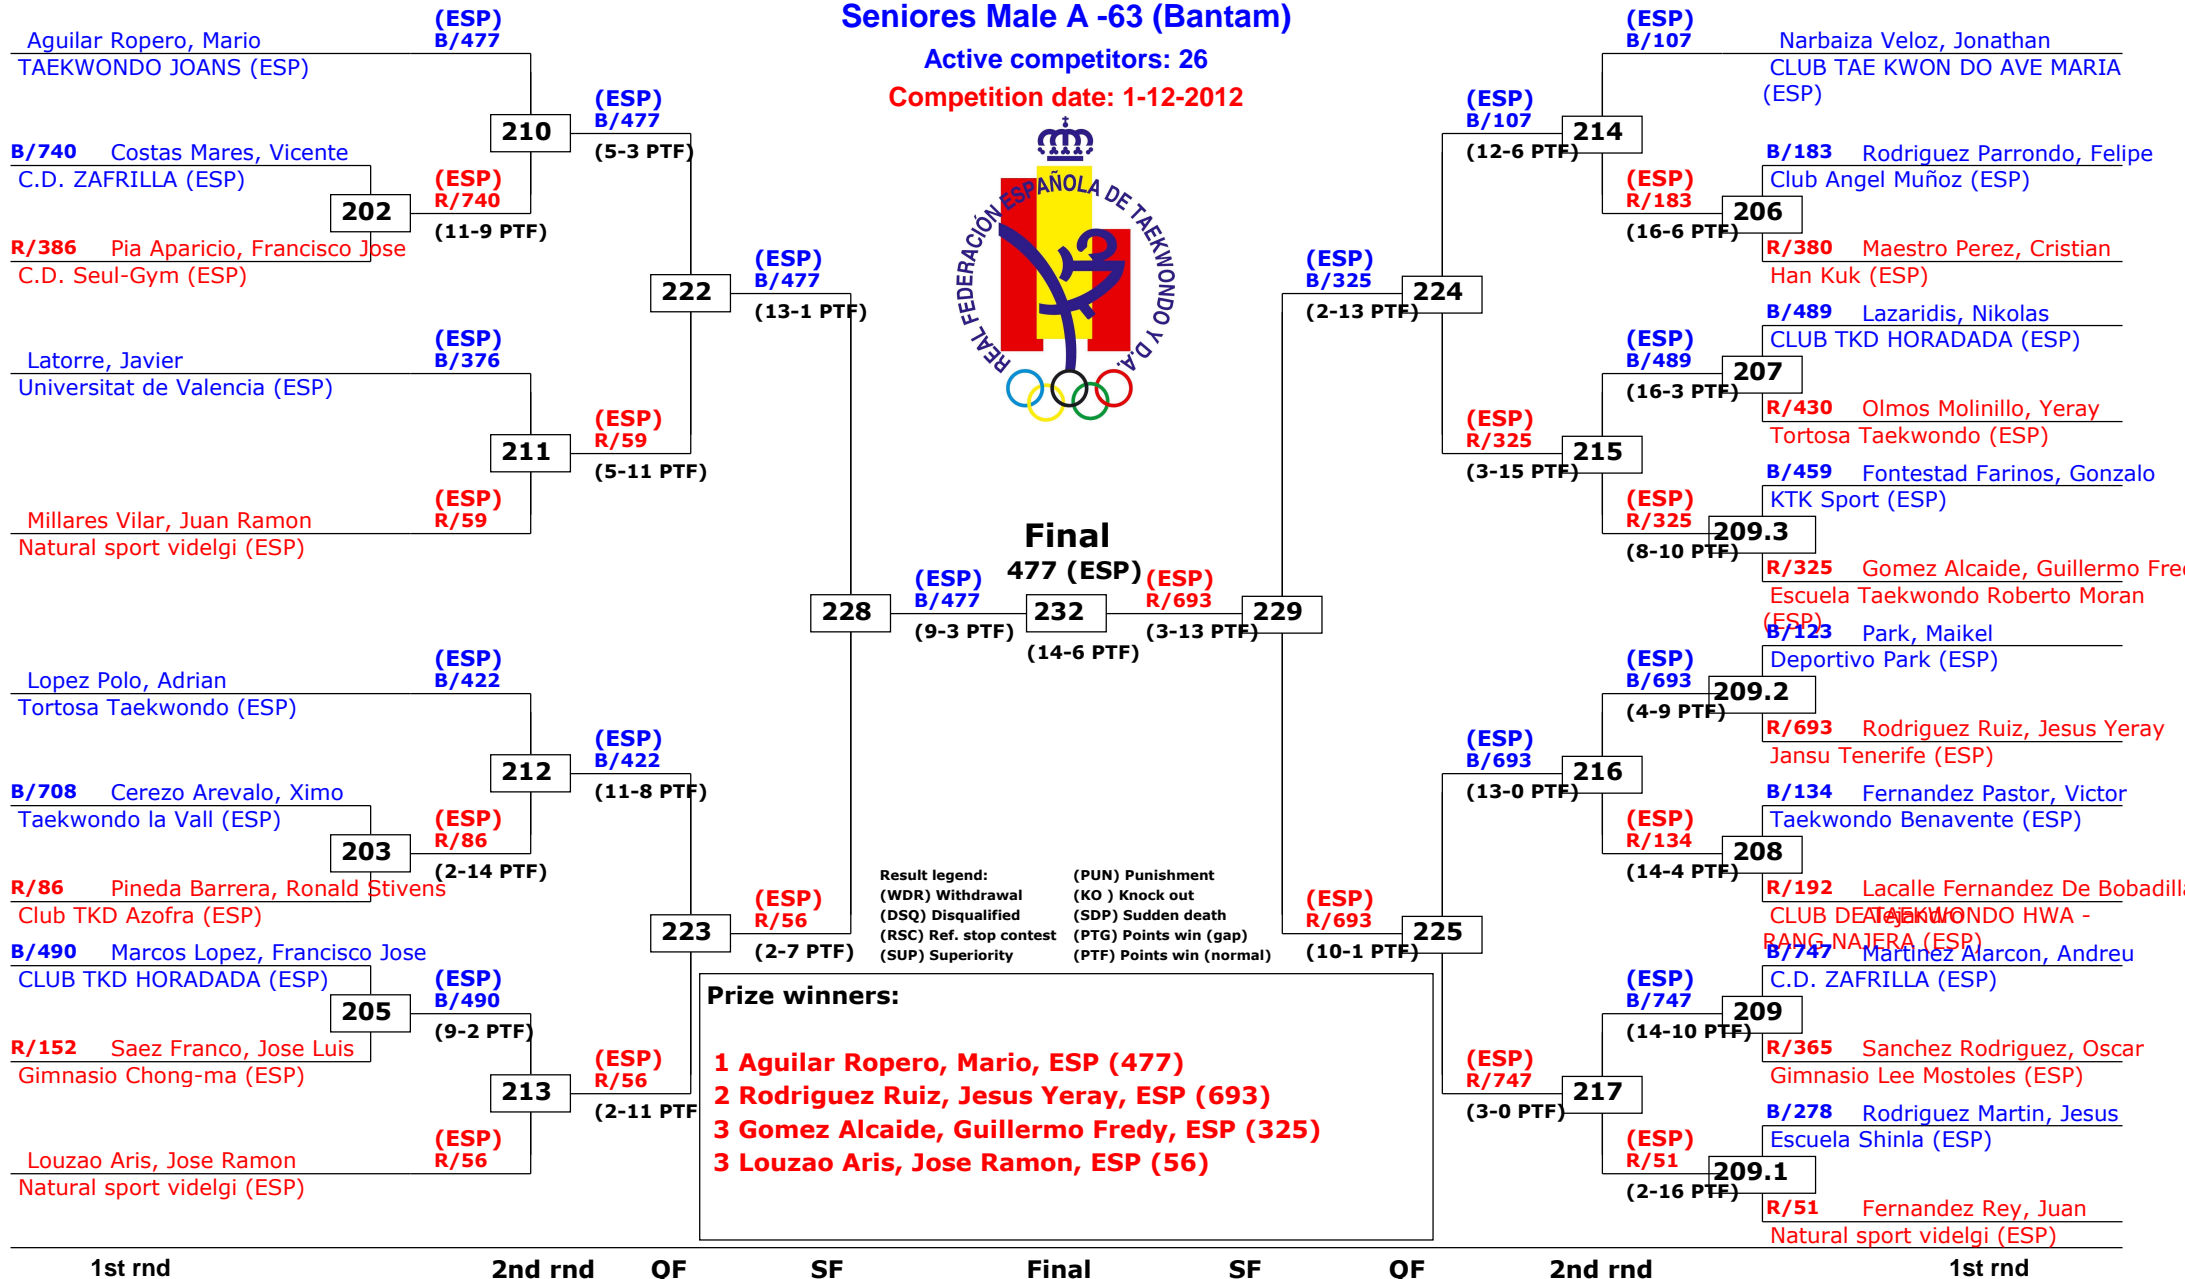 Seniores Male A -63 (Bantam)
Active competitors: 26
Competition date: 1-12-2012
REAL FEDERACIÓN ESPAÑOLA DE TAEKWONDO Y D.A.
Aguilar Ropero, Mario
TAEKWONDO JOANS (ESP)
(ESP)
B/477
B/740 Costas Mares, Vicente
C.D. ZAFRILLA (ESP)
202
R/386 Pia Aparicio, Francisco Jose
C.D. Seul-Gym (ESP)
(ESP)
R/740
(11-9 PTF)
210
(ESP)
B/477
(5-3 PTF)
Latorre, Javier
Universitat de Valencia (ESP)
(ESP)
B/376
211
Millares Vilar, Juan Ramon
Natural sport videlgi (ESP)
(ESP)
R/59
(ESP)
R/59
(5-11 PTF)
222
(ESP)
B/477
(13-1 PTF)
Lopez Polo, Adrian
Tortosa Taekwondo (ESP)
(ESP)
B/422
B/708 Cerezo Arevalo, Ximo
Taekwondo la Vall (ESP)
203
R/86 Pineda Barrera, Ronald Stivens
Club TKD Azofra (ESP)
(ESP)
R/86
(2-14 PTF)
212
(ESP)
B/422
(11-8 PTF)
B/490 Marcos Lopez, Francisco Jose
CLUB TKD HORADADA (ESP)
205
R/152 Saez Franco, Jose Luis
Gimnasio Chong-ma (ESP)
(ESP)
B/490
(9-2 PTF)
213
Louzao Aris, Jose Ramon
Natural sport videlgi (ESP)
(ESP)
R/56
(ESP)
R/56
(2-11 PTF
223
(ESP)
R/56
(2-7 PTF)
228
(ESP)
B/477
(9-3 PTF)
Final
477 (ESP)
232
(14-6 PTF)
(ESP)
R/693
(3-13 PTF)
229
(ESP)
B/325
(2-13 PTF)
224
(ESP)
B/107
(12-6 PTF)
214
(ESP)
B/107
Narbaiza Veloz, Jonathan
CLUB TAE KWON DO AVE MARIA
(ESP)
(ESP)
R/183
(16-6 PTF)
206
B/183 Rodriguez Parrondo, Felipe
Club Angel Muñoz (ESP)
R/380 Maestro Perez, Cristian
Han Kuk (ESP)
(ESP)
R/325
(3-15 PTF)
215
(ESP)
B/489
(16-3 PTF)
207
B/489 Lazaridis, Nikolas
CLUB TKD HORADADA (ESP)
R/430 Olmos Molinillo, Yeray
Tortosa Taekwondo (ESP)
(ESP)
R/325
(8-10 PTF)
209.3
B/459 Fontestad Farinos, Gonzalo
KTK Sport (ESP)
R/325 Gomez Alcaide, Guillermo Fre
Escuela Taekwondo Roberto Moran
(ESP)
(ESP)
R/693
(10-1 PTF)
225
(ESP)
B/693
(13-0 PTF)
216
(ESP)
B/693
(4-9 PTF)
209.2
B/123 Park, Maikel
Deportivo Park (ESP)
R/693 Rodriguez Ruiz, Jesus Yeray
Jansu Tenerife (ESP)
(ESP)
R/134
(14-4 PTF)
208
B/134 Fernandez Pastor, Victor
Taekwondo Benavente (ESP)
R/192 Lacalle Fernandez De Bobadilla
Alejandro
CLUB DE TAEKWONDO HWA -
RANG NAJERA (ESP)
(ESP)
R/747
(3-0 PTF)
217
(ESP)
B/747
(14-10 PTF)
209
B/747 Martinez Alarcon, Andreu
C.D. ZAFRILLA (ESP)
R/365 Sanchez Rodriguez, Oscar
Gimnasio Lee Mostoles (ESP)
(ESP)
R/51
(2-16 PTF)
209.1
B/278 Rodriguez Martin, Jesus
Escuela Shinla (ESP)
R/51 Fernandez Rey, Juan
Natural sport videlgi (ESP)
Result legend:
(WDR) Withdrawal
(DSQ) Disqualified
(RSC) Ref. stop contest
(SUP) Superiority
(PUN) Punishment
(KO ) Knock out
(SDP) Sudden death
(PTG) Points win (gap)
(PTF) Points win (normal)
Prize winners:
1 Aguilar Ropero, Mario, ESP (477)
2 Rodriguez Ruiz, Jesus Yeray, ESP (693)
3 Gomez Alcaide, Guillermo Fredy, ESP (325)
3 Louzao Aris, Jose Ramon, ESP (56)
1st rnd 2nd rnd QF SF Final SF QF 2nd rnd 1st rnd